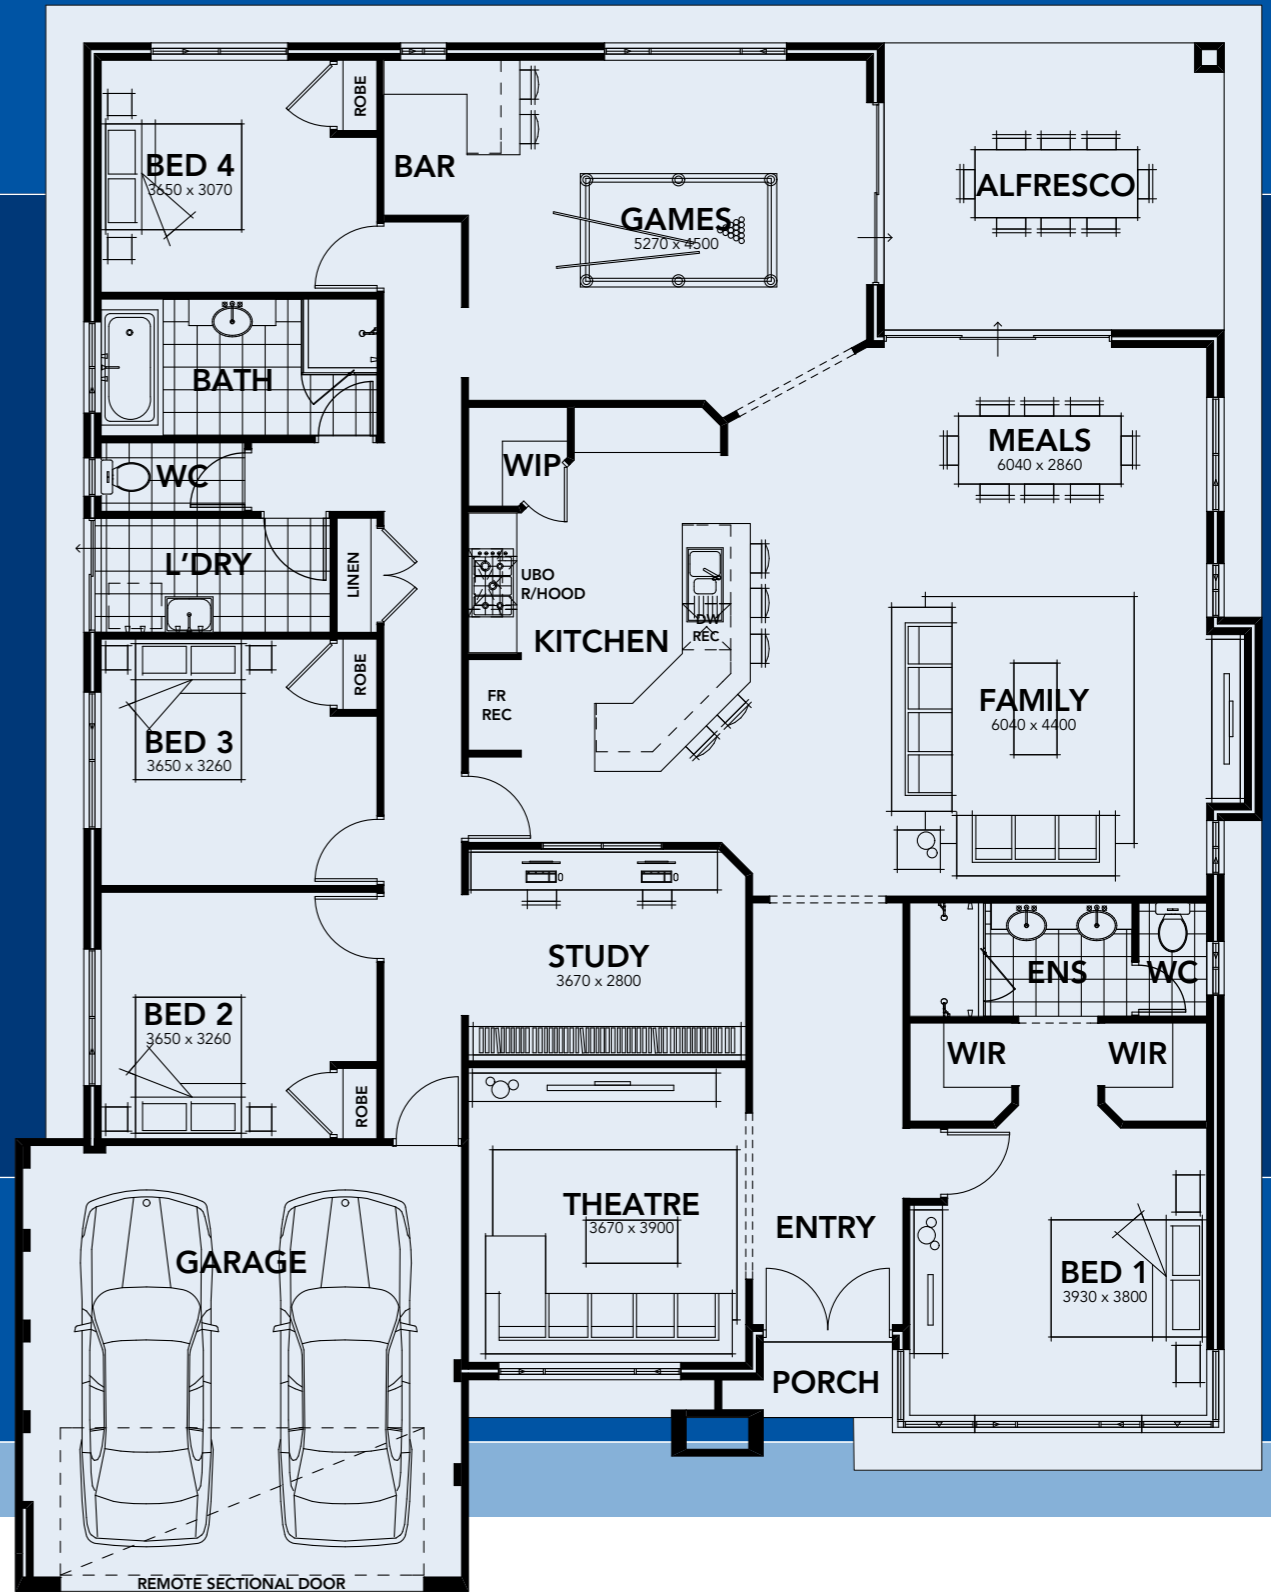 ROBE
BED 4
3650 x 3070
BAR
GAMES
5270 x 4500
ALFRESCO
BATH
WC
WIP
MEALS
6040 x 2860
L'DRY
LINEN
UBO
R/HOOD
KITCHEN
DW
REC
ROBE
FR
REC
BED 3
3650 x 3260
FAMILY
6040 x 4400
STUDY
3670 x 2800
ENS
WC
BED 2
3650 x 3260
WIR
WIR
ROBE
THEATRE
3670 x 3900
ENTRY
GARAGE
BED 1
3930 x 3800
PORCH
REMOTE SECTIONAL DOOR